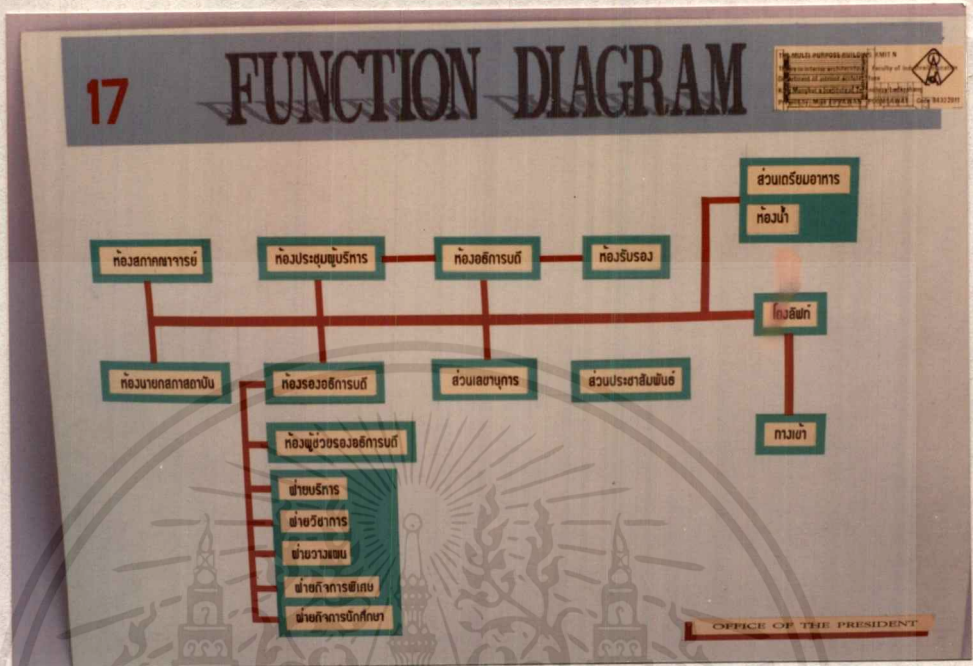 17
FUNCTION DIAGRAM
THE MULTI-PURPOSE BUILDING
Faculty of
ส่วนเตรียมอาหาร
ห้องน้ำ
ห้องสภาคณาจารย์
ห้องประชุมผู้บริหาร
ห้องอธิการบดี
ห้องรับรอง
โถงลิฟท์
ห้องนายกสภาสถาบัน
ห้องรองอธิการบดี
ส่วนเลขานุการ
ส่วนประชาสัมพันธ์
ทางเข้า
ห้องผู้ช่วยรองอธิการบดี
ฝ่ายบริหาร
ฝ่ายวิชาการ
ฝ่ายวางแผน
ฝ่ายกิจการพิเศษ
ฝ่ายกิจการนักศึกษา
OFFICE OF THE PRESIDENT